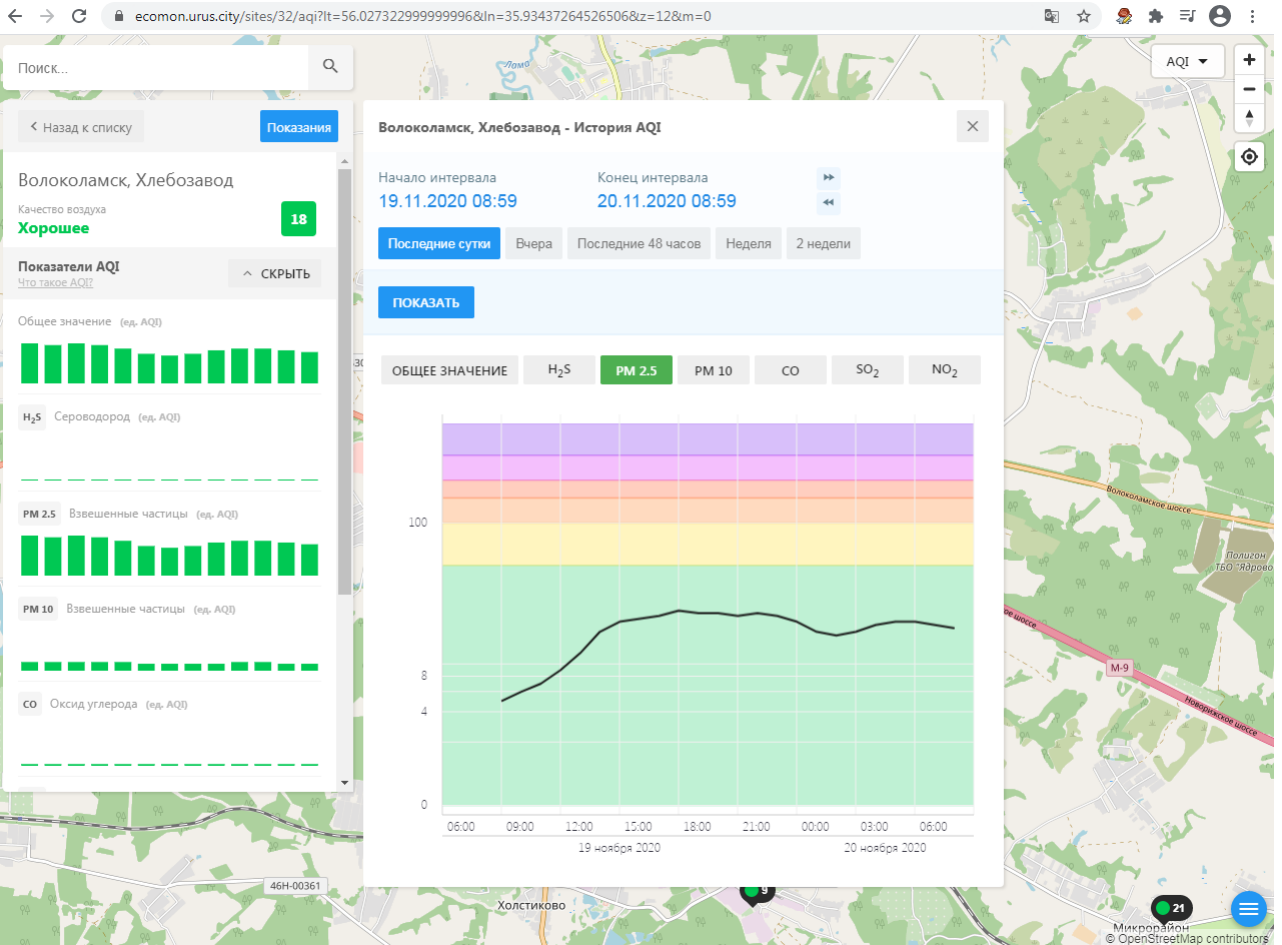 ecomon.urus.city/sites/32/aqi?lt=56.027322999999996&ln=35.93437264526506&z=12&m=0
Поиск...
AQI
Назад к списку
Показания
Волоколамск, Хлебозавод - История AQI
Волоколамск, Хлебозавод
Качество воздуха
Хорошее
18
Показатели AQI
Что такое AQI?
СКРЫТЬ
Общее значение (ед. AQI)
H2S Сероводород (ед. AQI)
PM 2.5 Взвешенные частицы (ед. AQI)
PM 10 Взвешенные частицы (ед. AQI)
CO Оксид углерода (ед. AQI)
Начало интервала
19.11.2020 08:59
Конец интервала
20.11.2020 08:59
Последние сутки
Вчера
Последние 48 часов
Неделя
2 недели
ПОКАЗАТЬ
ОБЩЕЕ ЗНАЧЕНИЕ
H2S
PM 2.5
PM 10
CO
SO2
NO2
100
8
4
0
06:00 09:00 12:00 15:00 18:00 21:00 00:00 03:00 06:00
19 ноября 2020 20 ноября 2020
Ломо
Волоколамское шоссе
Полигон
ТБО "Ядрово
ое шоссе
М-9
Новорижское шоссе
46Н-00361
Холстиково
9
21
Микрорайон
© OpenStreetMap contributors